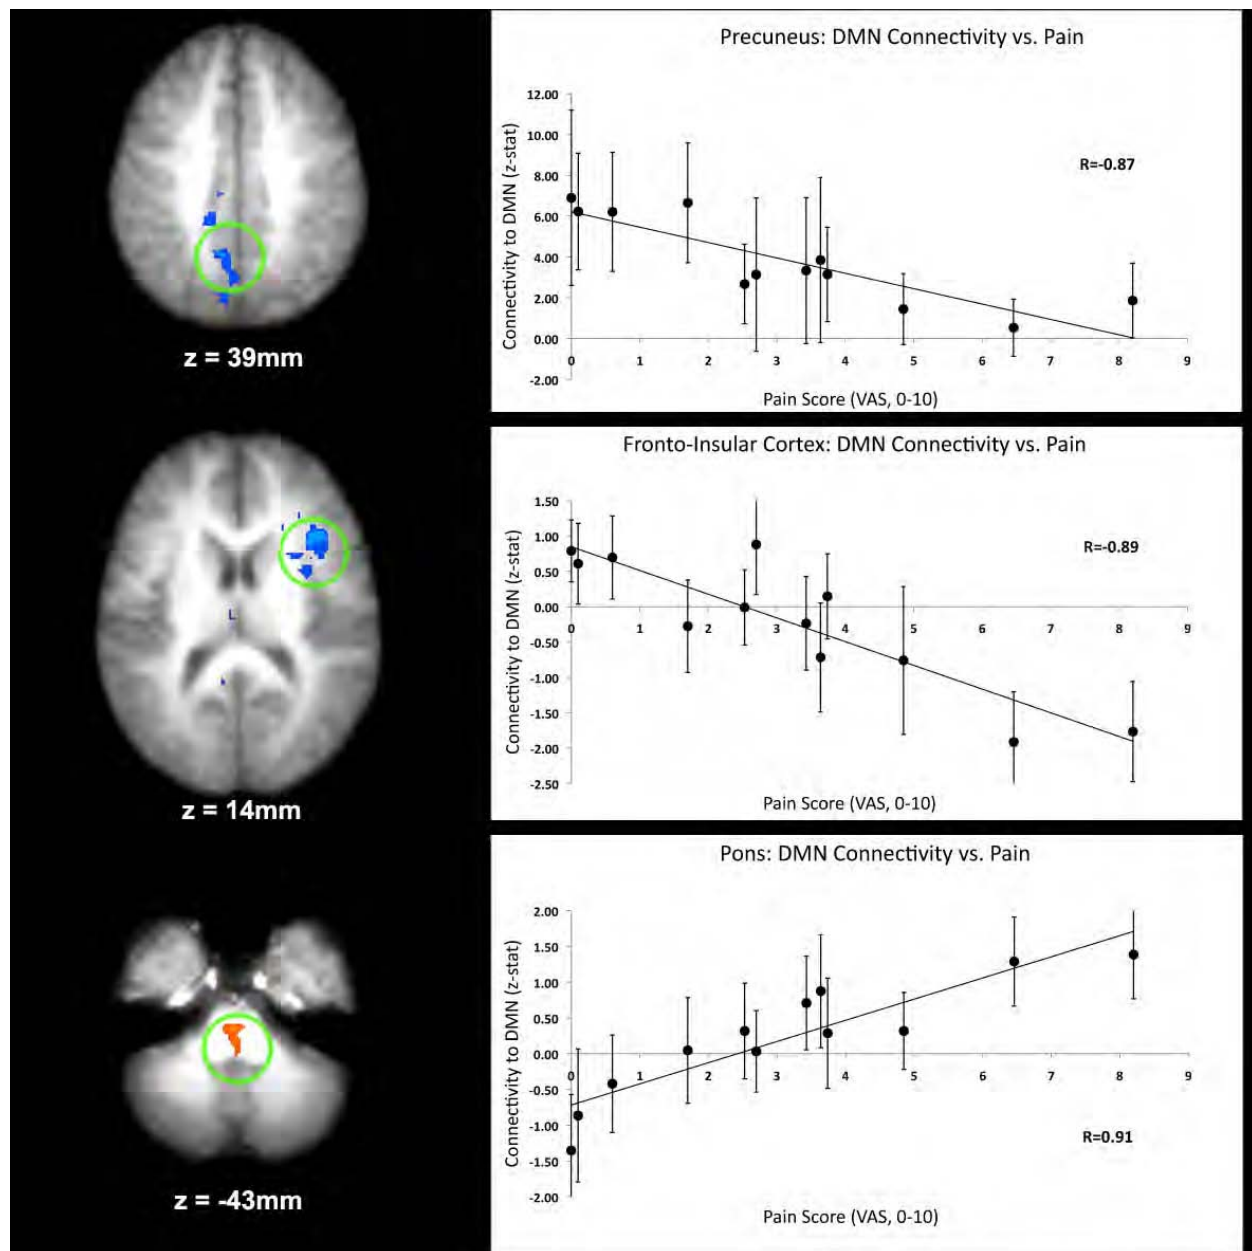 Precuneus: DMN Connectivity vs. Pain
Connectivity to DMN (z-stat)
12.00
10.00
8.00
6.00
4.00
2.00
0.00
-2.00
R=-0.87
0 1 2 3 4 5 6 7 8 9
Pain Score (VAS, 0-10)
z = 39mm
Fronto-Insular Cortex: DMN Connectivity vs. Pain
Connectivity to DMN (z-stat)
1.50
1.00
0.50
0.00
-0.50
-1.00
-1.50
-2.00
-2.50
R=-0.89
0 1 2 3 4 5 6 7 8 9
Pain Score (VAS, 0-10)
z = 14mm
Pons: DMN Connectivity vs. Pain
Connectivity to DMN (z-stat)
2.00
1.50
1.00
0.50
0.00
-0.50
-1.00
-1.50
-2.00
0 1 2 3 4 5 6 7 8 9
R=0.91
Pain Score (VAS, 0-10)
z = -43mm